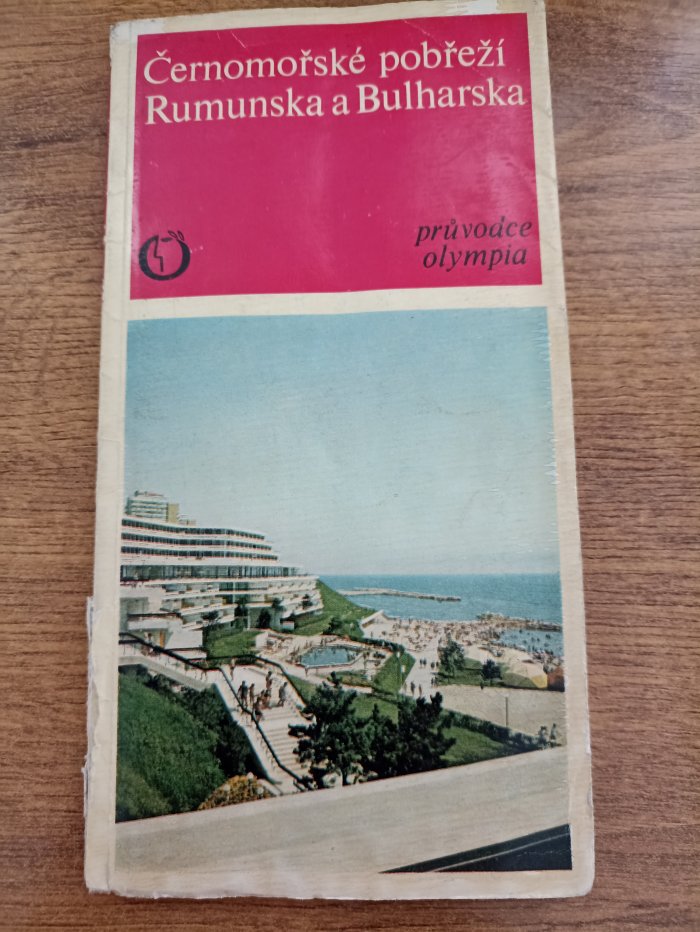 Černomořské pobřeží
Rumunska a Bulharska
průvodce
olympia